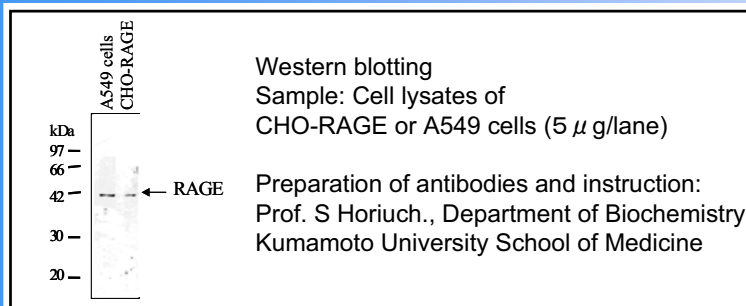 A549 cells
CHO-RAGE
kDa
97
66
42
30
20
← RAGE
Western blotting
Sample: Cell lysates of
CHO-RAGE or A549 cells (5 μ g/lane)
Preparation of antibodies and instruction:
Prof. S Horiuch., Department of Biochemistry
Kumamoto University School of Medicine